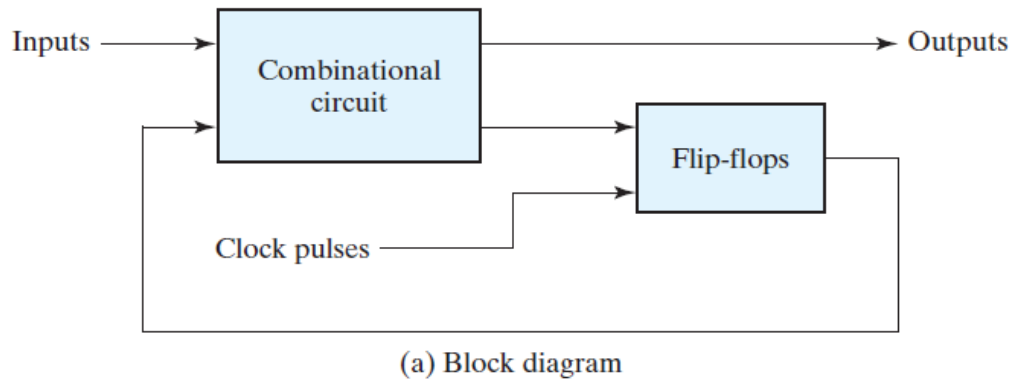 Inputs
Combinational
circuit
Outputs
Flip-flops
Clock pulses
(a) Block diagram